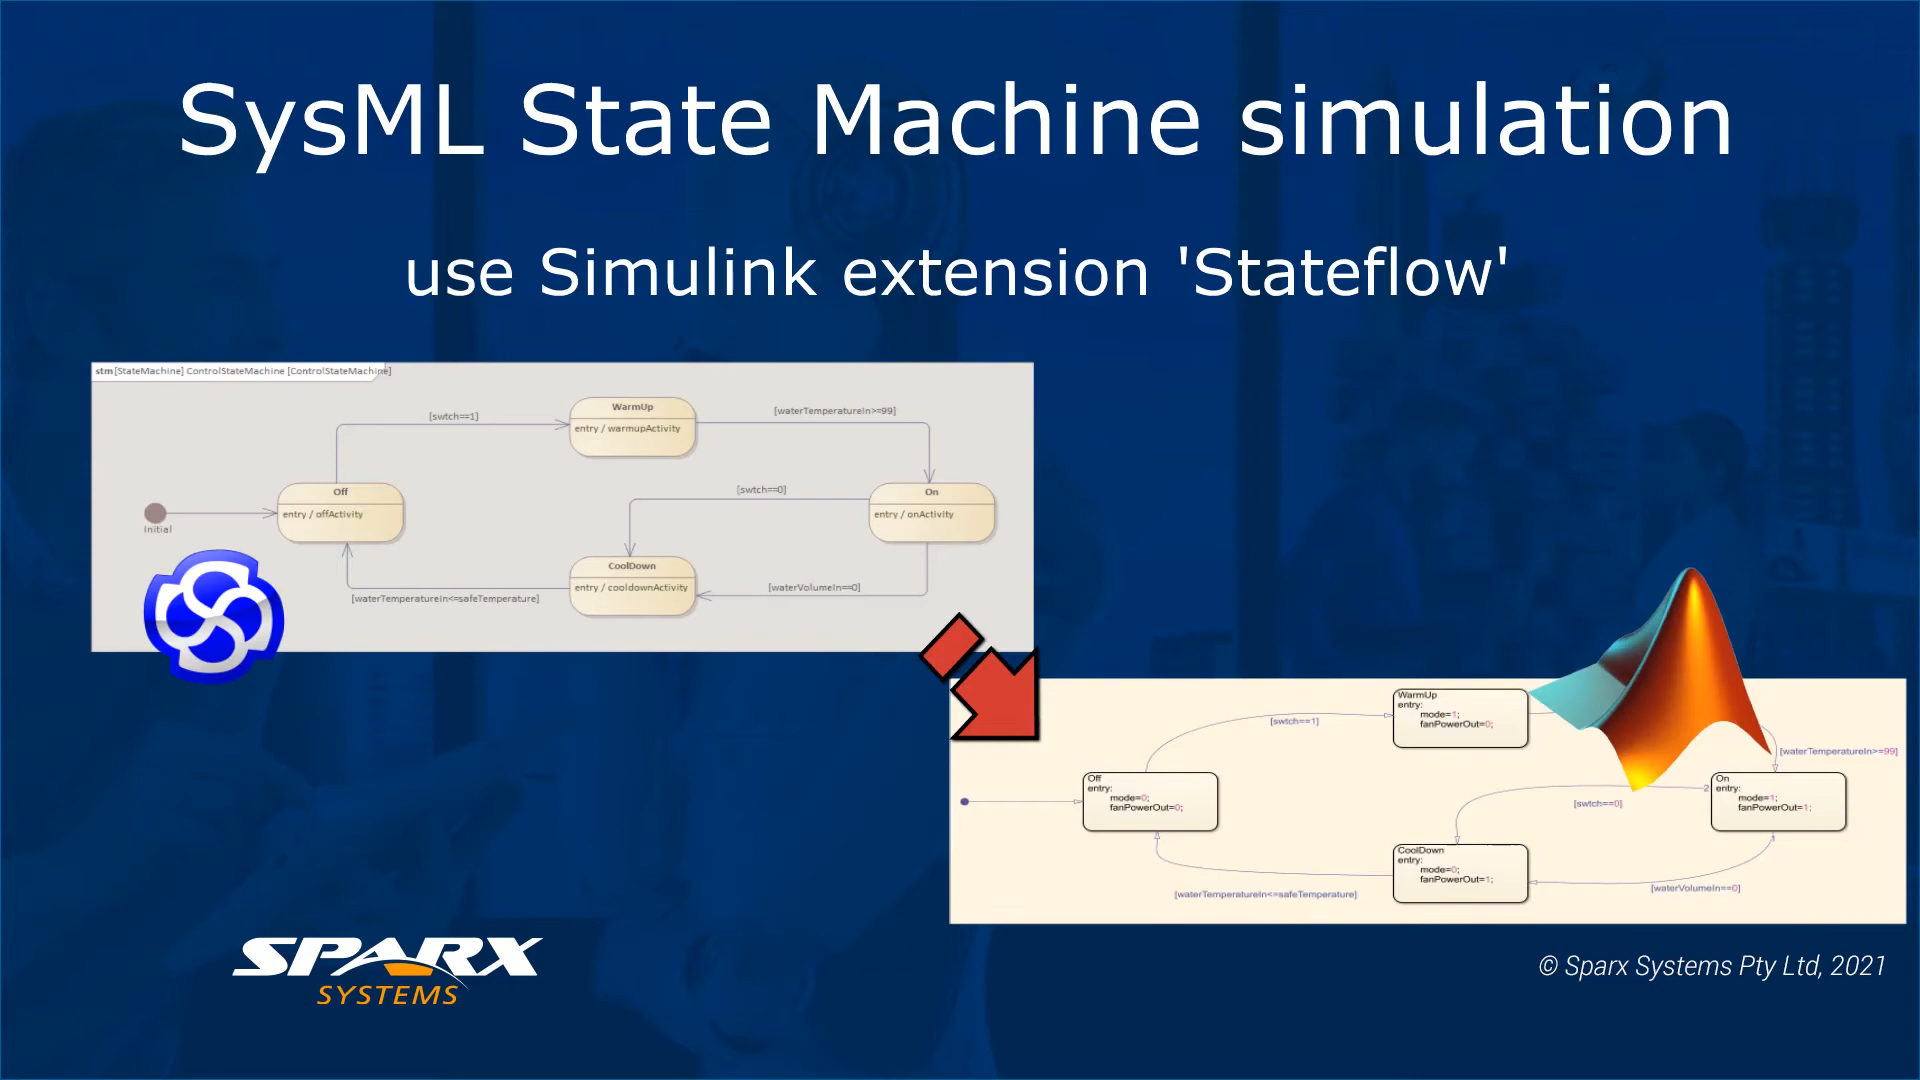 SysML State Machine simulation
use Simulink extension 'Stateflow'
stm [StateMachine] ControlStateMachine [ControlStateMachine]
WarmUp
entry / warmupActivity
[swtch==1]
[waterTemperatureIn>=99]
Off
entry / offActivity
Initial
[swtch==0]
On
entry / onActivity
CoolDown
entry / cooldownActivity
[waterTemperatureIn<=safeTemperature]
[waterVolumeIn==0]
WarmUp
entry:
mode=1;
fanPowerOut=0;
[swtch==1]
[waterTemperatureIn>=99]
Off
entry:
mode=0;
fanPowerOut=0;
[swtch==0]
2
On
entry:
mode=1;
fanPowerOut=1;
CoolDown
entry:
mode=0;
fanPowerOut=1;
[waterTemperatureIn<=safeTemperature]
[waterVolumeIn==0]
SPARX
SYSTEMS
© Sparx Systems Pty Ltd, 2021